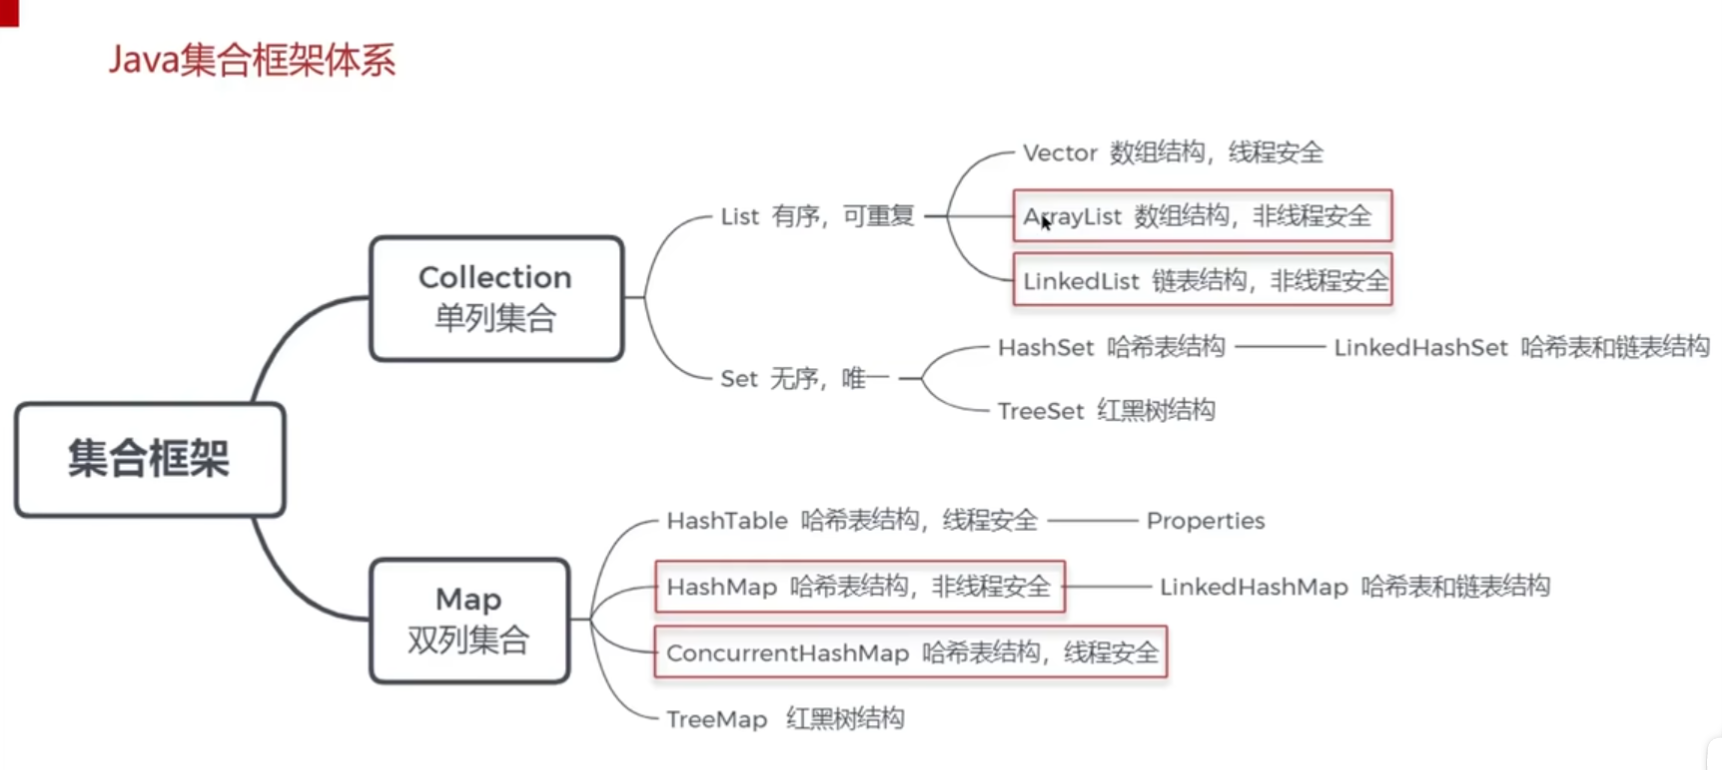 Java集合框架体系
集合框架
Collection
单列集合
List 有序，可重复
Vector 数组结构，线程安全
ArrayList 数组结构，非线程安全
LinkedList 链表结构，非线程安全
Set 无序，唯一
HashSet 哈希表结构
LinkedHashSet 哈希表和链表结构
TreeSet 红黑树结构
Map
双列集合
HashTable 哈希表结构，线程安全
Properties
HashMap 哈希表结构，非线程安全
LinkedHashMap 哈希表和链表结构
ConcurrentHashMap 哈希表结构，线程安全
TreeMap 红黑树结构